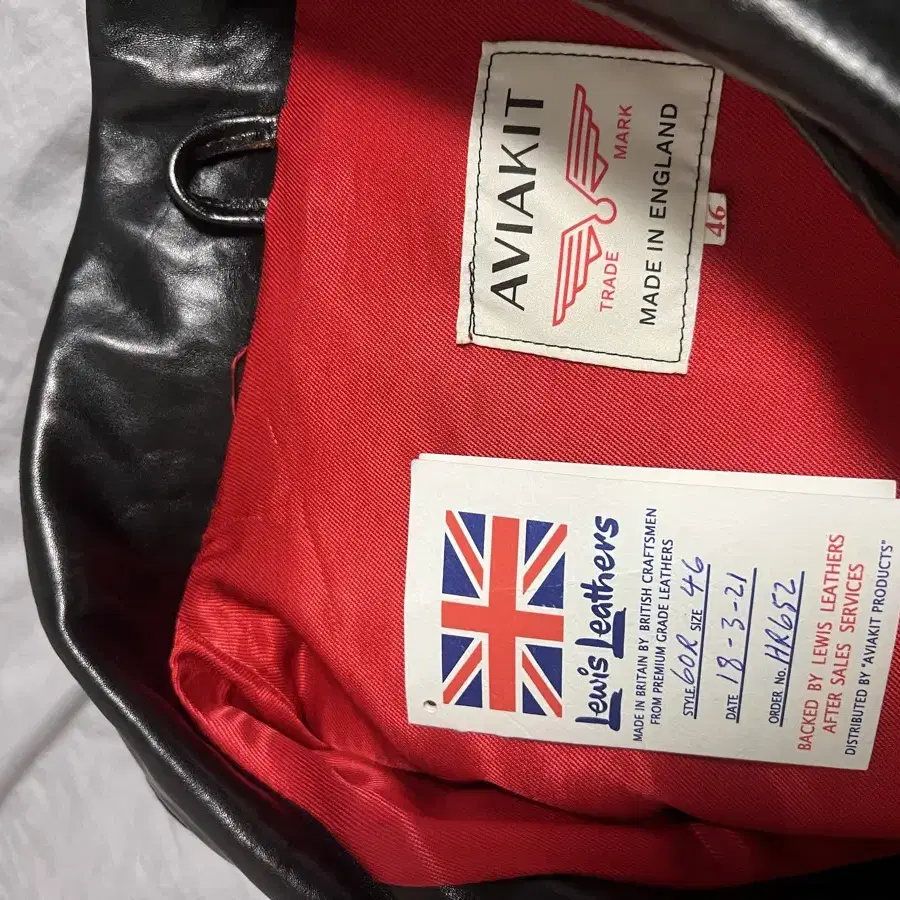 AVIAKIT
TRADE MARK
MADE IN ENGLAND
46
Lewis Leathers
MADE IN BRITAIN BY BRITISH CRAFTSMEN
FROM PREMIUM GRADE LEATHERS
STYLE 60R SIZE 46
DATE 18-3-21
ORDER No. HR652
BACKED BY LEWIS LEATHERS
AFTER SALES SERVICES
DISTRIBUTED BY "AVIAKIT PRODUCTS"